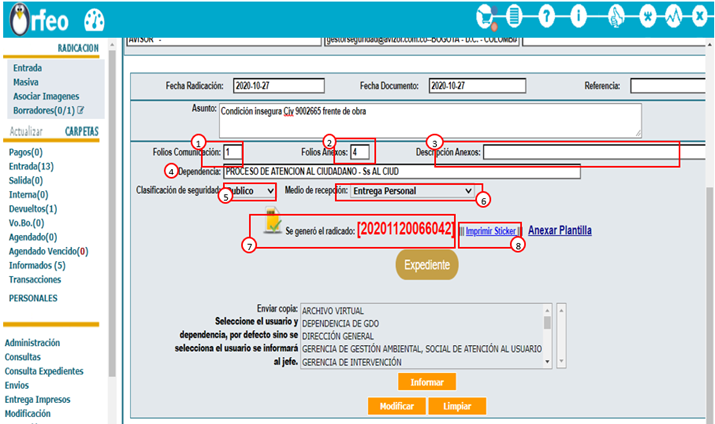 Orfeo
AVISOR - gestorseguridad@avizor.com.co--BOGOTA - D.C. - COLOMBIA
RADICACION
Entrada
Masiva
Asociar Imagenes
Borradores(0/1)
Actualizar CARPETAS
Pagos(0)
Entrada(13)
Salida(0)
Interna(0)
Devueltos(1)
Vo.Bo.(0)
Agendado(0)
Agendado Vencido(0)
Informados (5)
Transacciones
PERSONALES
Administración
Consultas
Consulta Expedientes
Envios
Entrega Impresos
Modificación
Fecha Radicación: 2020-10-27 Fecha Documento: 2020-10-27 Referencia:
Asunto: Condición insegura Civ 9002665 frente de obra
1 2 3
Folios Comunicación: 1 Folios Anexos: 4 Descripción Anexos:
4 Dependencia: PROCESO DE ATENCION AL CIUDADANO - Ss AL CIUD
Clasificación de seguridad: Publico Medio de recepción: Entrega Personal
5 6
Se generó el radicado: [20201120066042] || Imprimir Sticker || Anexar Plantilla
7 8
Expediente
Enviar copia:
Seleccione el usuario y
dependencia, por defecto sino se
selecciona el usuario se informará
al jefe.
ARCHIVO VIRTUAL
DEPENDENCIA DE GDO
DIRECCIÓN GENERAL
GERENCIA DE GESTIÓN AMBIENTAL, SOCIAL DE ATENCIÓN AL USUARIO
GERENCIA DE INTERVENCIÓN
Informar
Modificar Limpiar